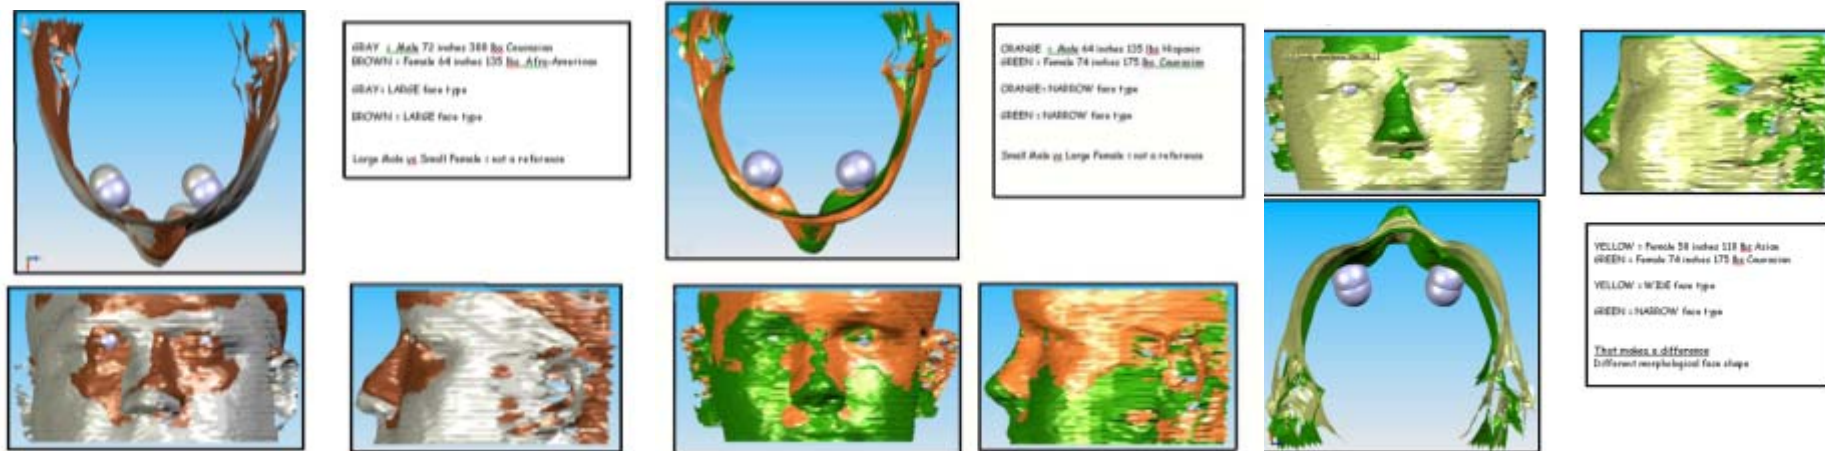 GRAY = Male 72 inches 300 lbs Caucasian
BROWN = Female 64 inches 135 lbs Afro-American
GRAY= LARGE face type
BROWN = LARGE face type
Large Male vs Small Female = not a reference
ORANGE = Male 64 inches 135 lbs Hispanic
GREEN = Female 74 inches 175 lbs Caucasian
ORANGE= NARROW face type
GREEN = NARROW face type
Small Male vs Large Female = not a reference
YELLOW = Female 58 inches 110 lbs Asian
GREEN = Female 74 inches 175 lbs Caucasian
YELLOW = WIDE face type
GREEN = NARROW face type
That makes a difference
Different morphological face shape